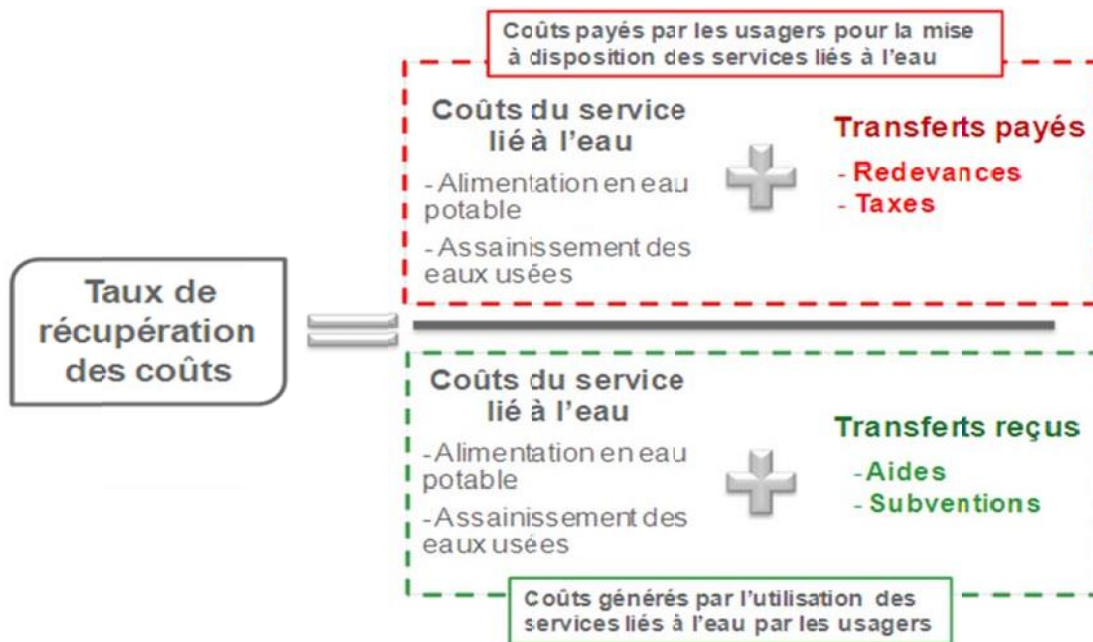 Coûts payés par les usagers pour la mise
à disposition des services liés à l'eau
Coûts du service
lié à l'eau
- Alimentation en eau
potable
- Assainissement des
eaux usées
Transferts payés
- Redevances
- Taxes
Taux de
récupération
des coûts
Coûts du service
lié à l'eau
- Alimentation en eau
potable
- Assainissement des
eaux usées
Transferts reçus
- Aides
- Subventions
Coûts générés par l'utilisation des
services liés à l'eau par les usagers